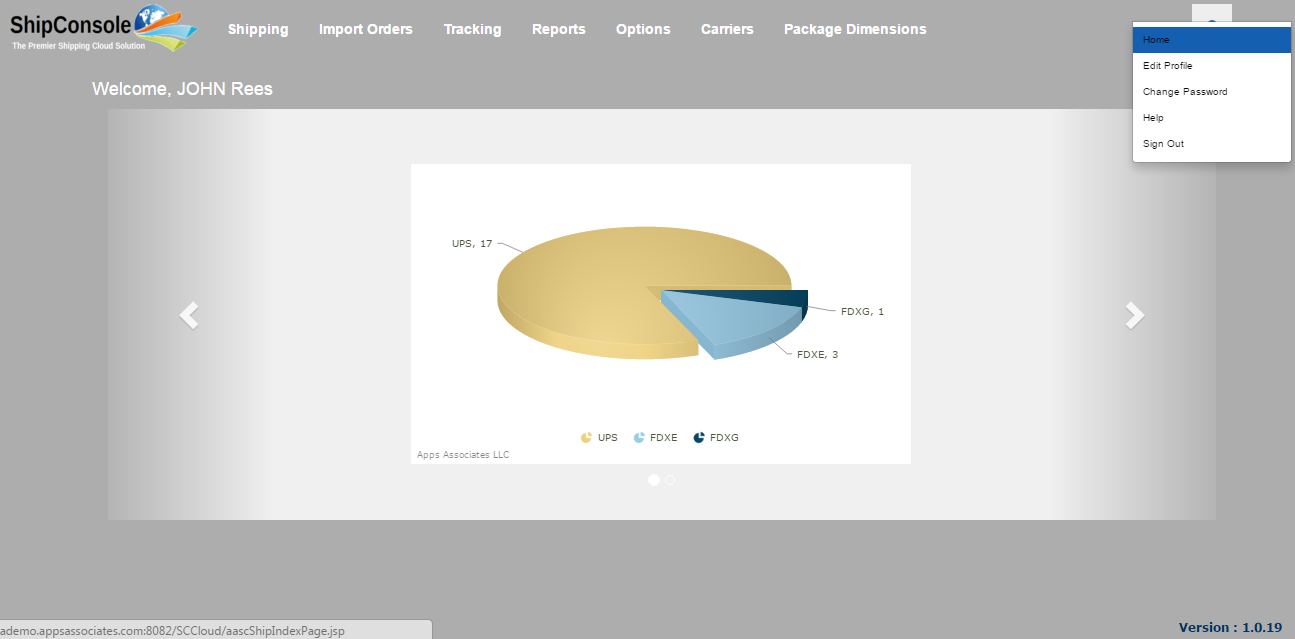 ShipConsole
The Premier Shipping Cloud Solution
Shipping Import Orders Tracking Reports Options Carriers Package Dimensions
Home
Edit Profile
Change Password
Help
Sign Out
Welcome, JOHN Rees
UPS, 17
FDXG, 1
FDXE, 3
UPS FDXE FDXG
Apps Associates LLC
ademo.appsassociates.com:8082/SCCloud/aascShipIndexPage.jsp
Version : 1.0.19